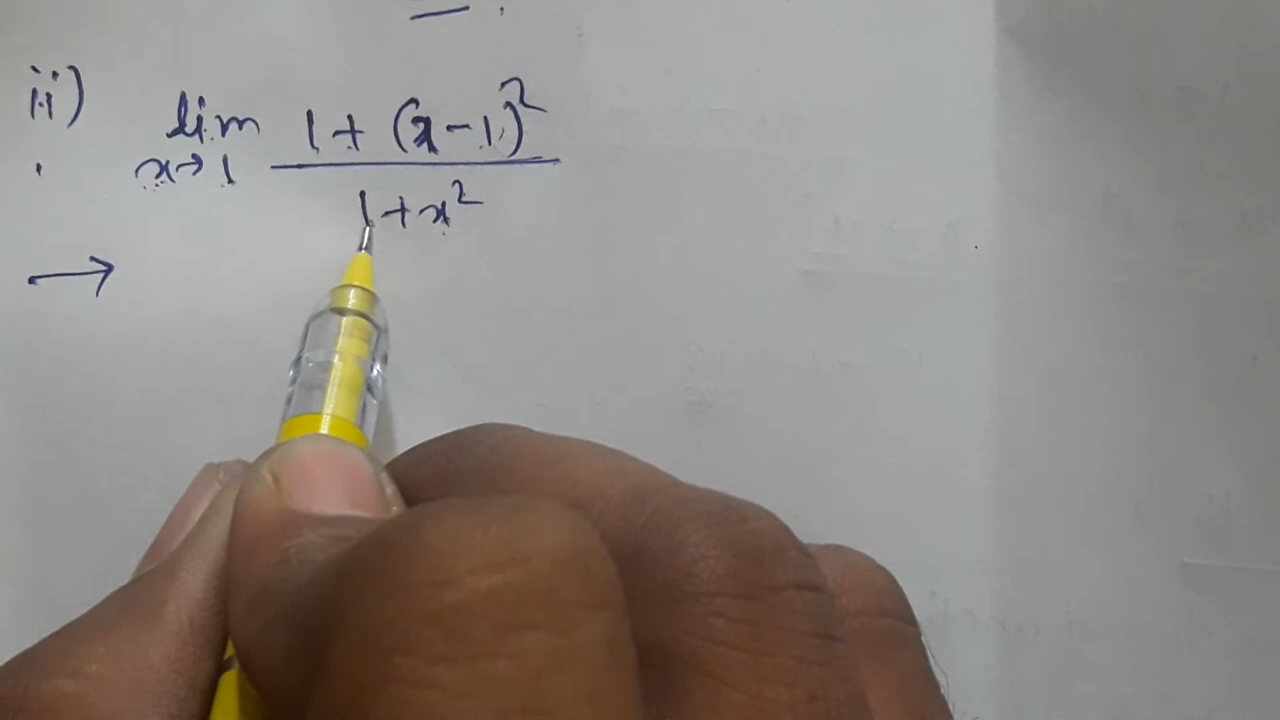 ii) lim 1 + (x - 1)²
x→1 1 + x²
→